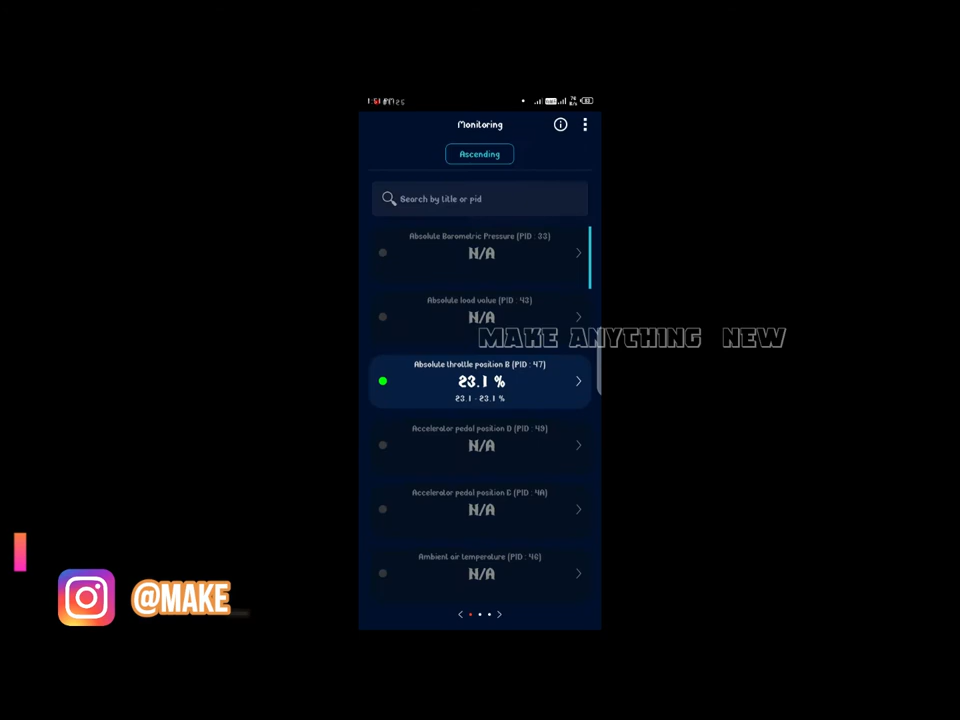 Monitoring
Ascending
Search by title or pid
Absolute Barometric Pressure (PID : 33)
N/A
Absolute load value (PID : 43)
N/A
MAKE ANYTHING NEW
Absolute throttle position B (PID : 47)
23.1 %
23.1 - 23.1 %
Accelerator pedal position D (PID : 49)
N/A
Accelerator pedal position E (PID : 4A)
N/A
Ambient air temperature (PID : 46)
N/A
@MAKE